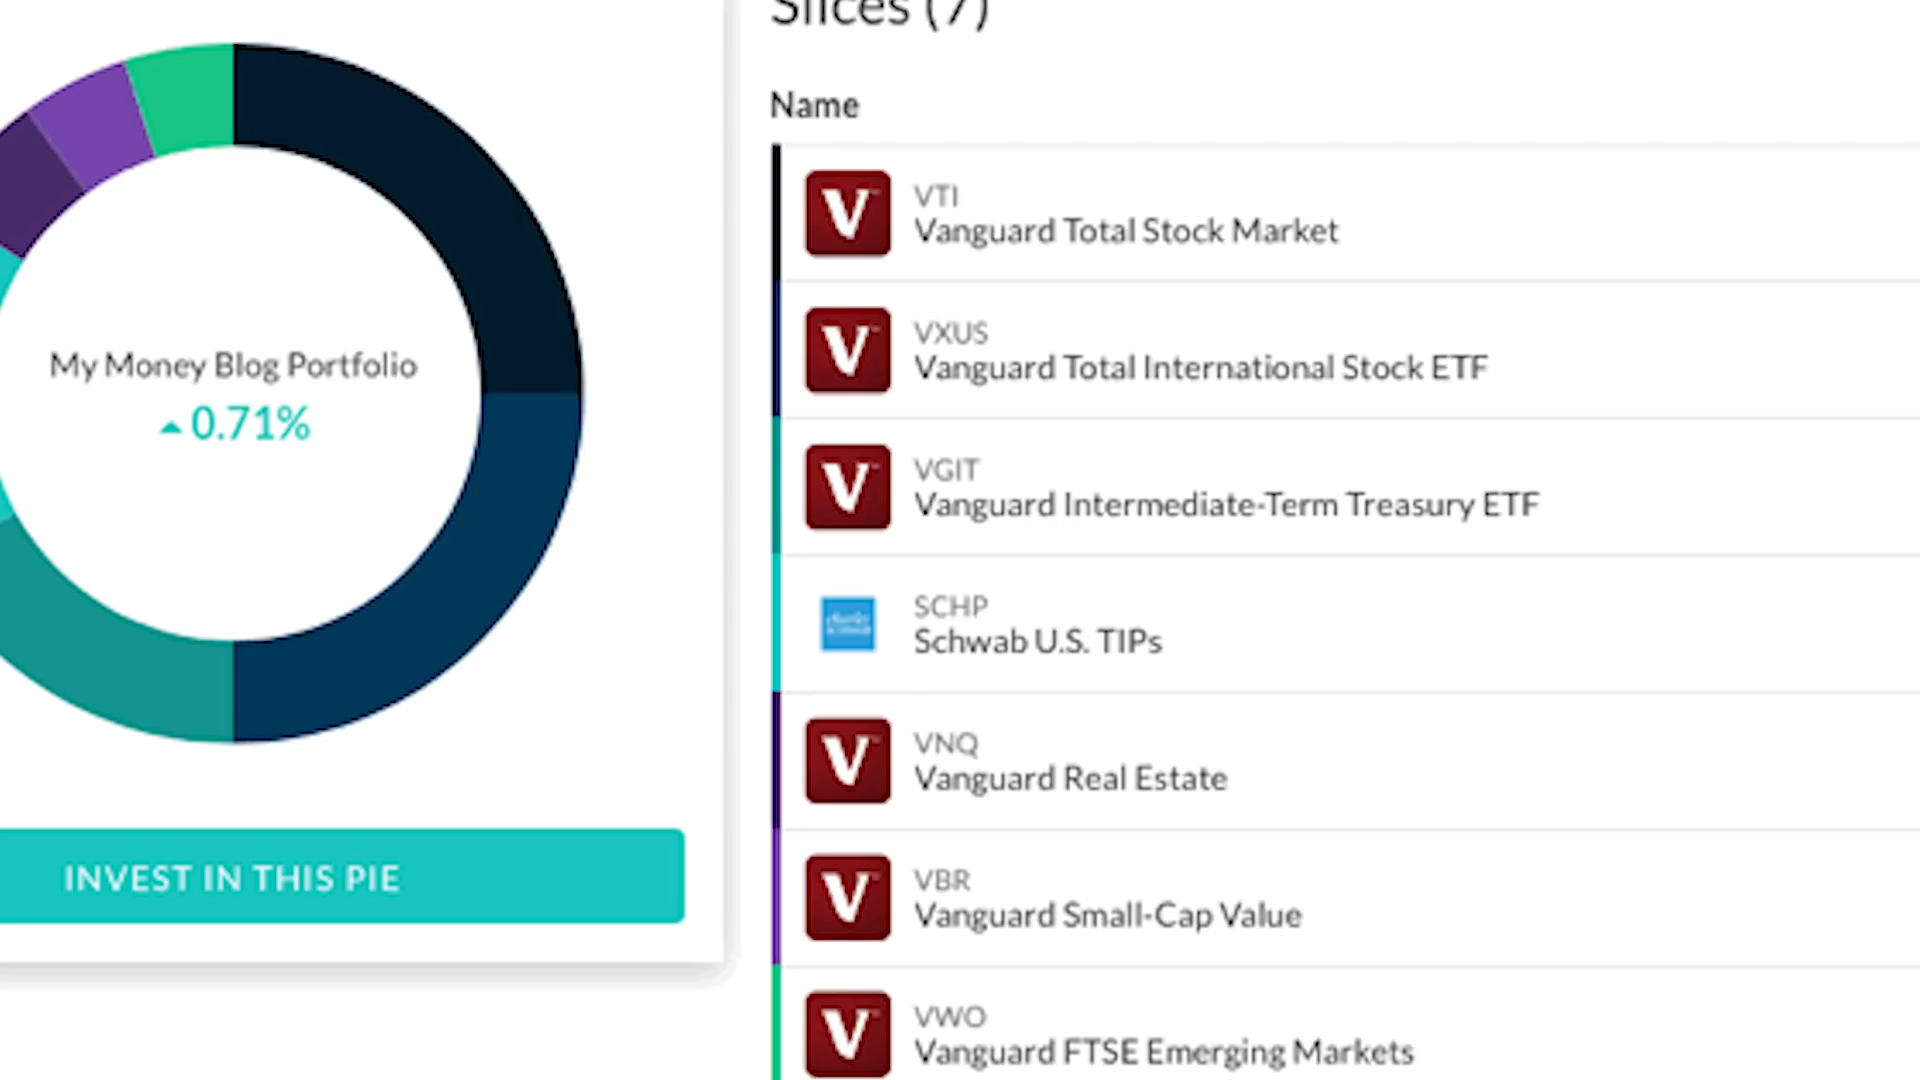 Slices (7)
Name
My Money Blog Portfolio
0.71%
INVEST IN THIS PIE
VTI
Vanguard Total Stock Market
VXUS
Vanguard Total International Stock ETF
VGIT
Vanguard Intermediate-Term Treasury ETF
SCHP
Schwab U.S. TIPs
VNQ
Vanguard Real Estate
VBR
Vanguard Small-Cap Value
VWO
Vanguard FTSE Emerging Markets